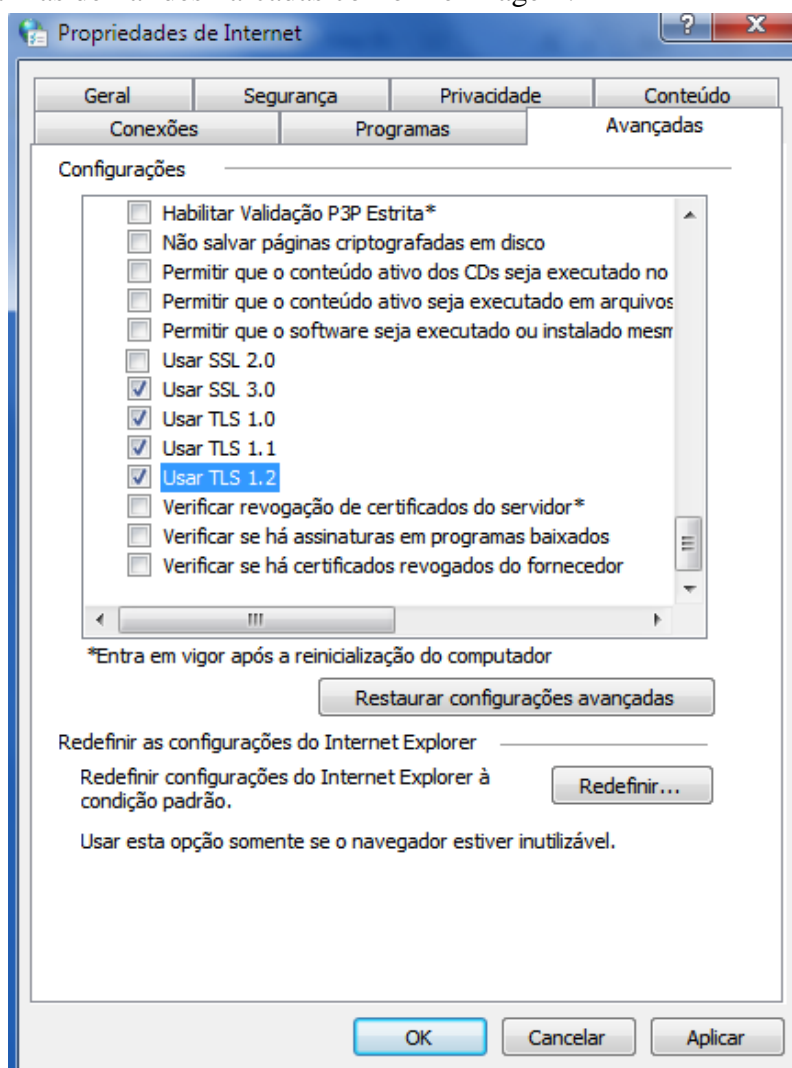 Propriedades de Internet
Geral Segurança Privacidade Conteúdo
Conexões Programas Avançadas
Configurações
Habilitar Validação P3P Estrita*
Não salvar páginas criptografadas em disco
Permitir que o conteúdo ativo dos CDs seja executado no
Permitir que o conteúdo ativo seja executado em arquivos
Permitir que o software seja executado ou instalado mesm
Usar SSL 2.0
Usar SSL 3.0
Usar TLS 1.0
Usar TLS 1.1
Usar TLS 1.2
Verificar revogação de certificados do servidor*
Verificar se há assinaturas em programas baixados
Verificar se há certificados revogados do fornecedor
*Entra em vigor após a reinicialização do computador
Restaurar configurações avançadas
Redefinir as configurações do Internet Explorer
Redefinir configurações do Internet Explorer à
condição padrão.
Redefinir...
Usar esta opção somente se o navegador estiver inutilizável.
OK Cancelar Aplicar